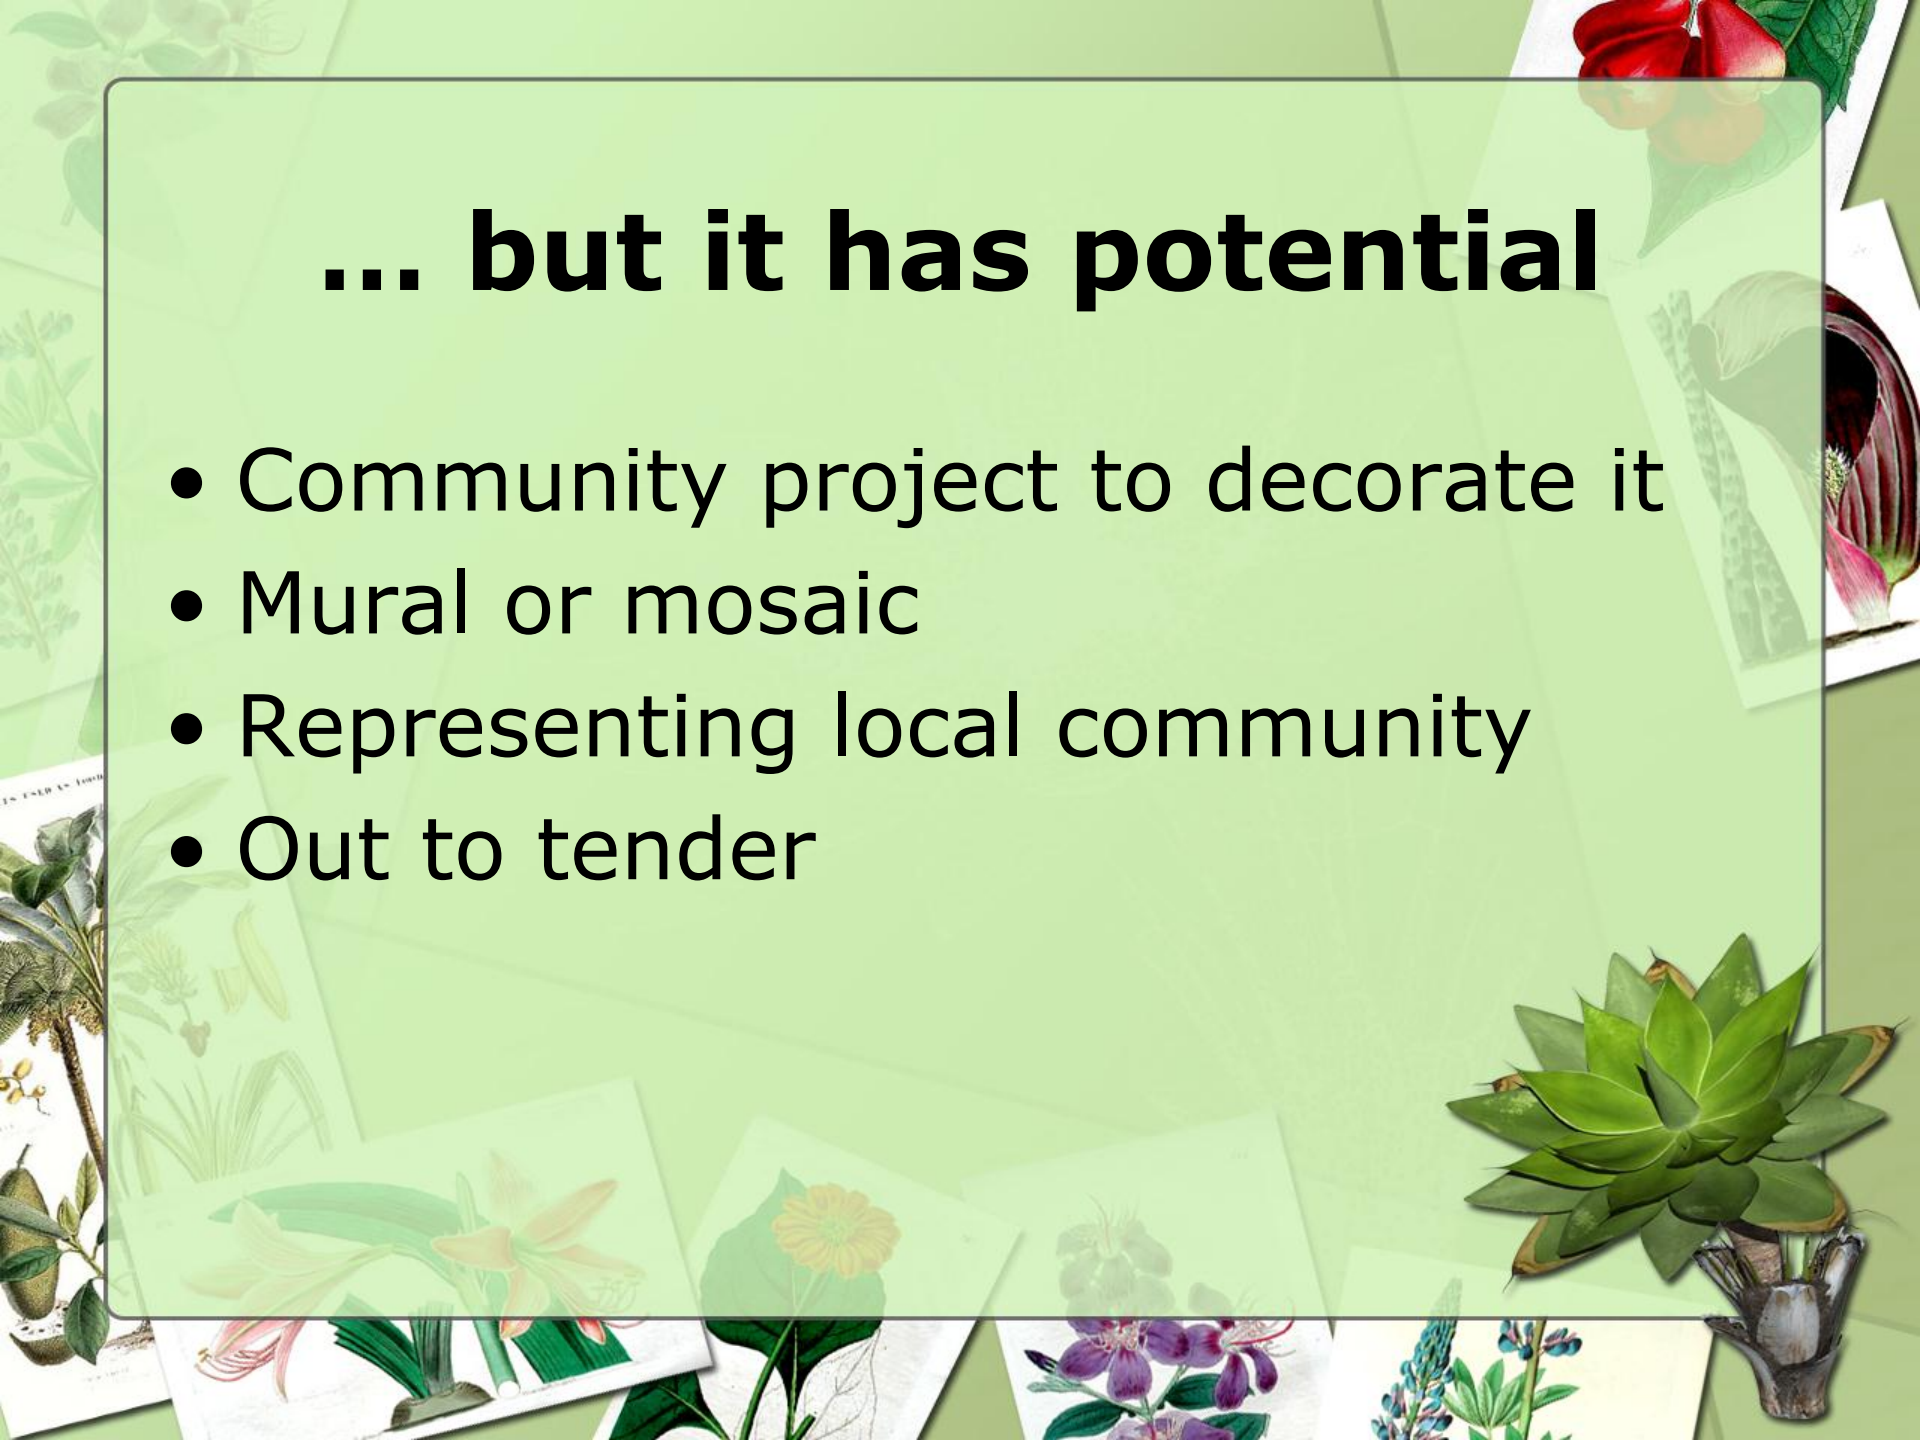 ... but it has potential
• Community project to decorate it
• Mural or mosaic
• Representing local community
• Out to tender